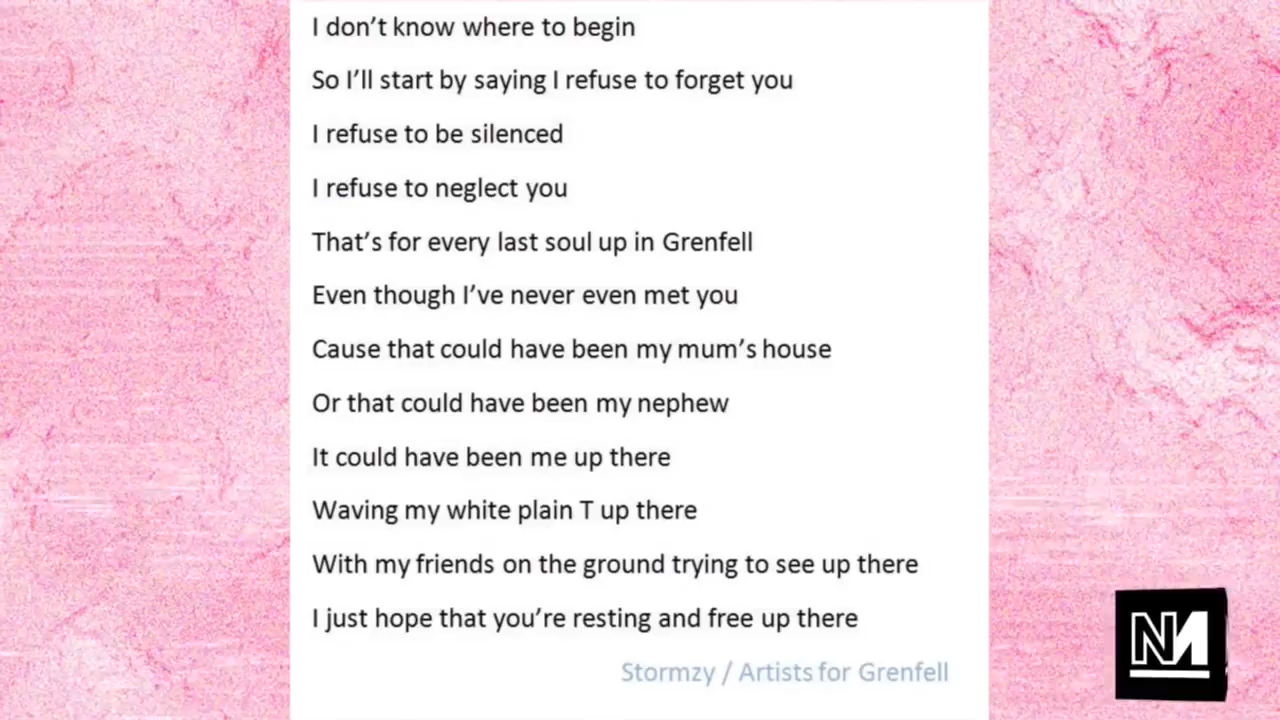 I don’t know where to begin
So I’ll start by saying I refuse to forget you
I refuse to be silenced
I refuse to neglect you
That’s for every last soul up in Grenfell
Even though I’ve never even met you
Cause that could have been my mum’s house
Or that could have been my nephew
It could have been me up there
Waving my white plain T up there
With my friends on the ground trying to see up there
I just hope that you’re resting and free up there
Stormzy / Artists for Grenfell
NM